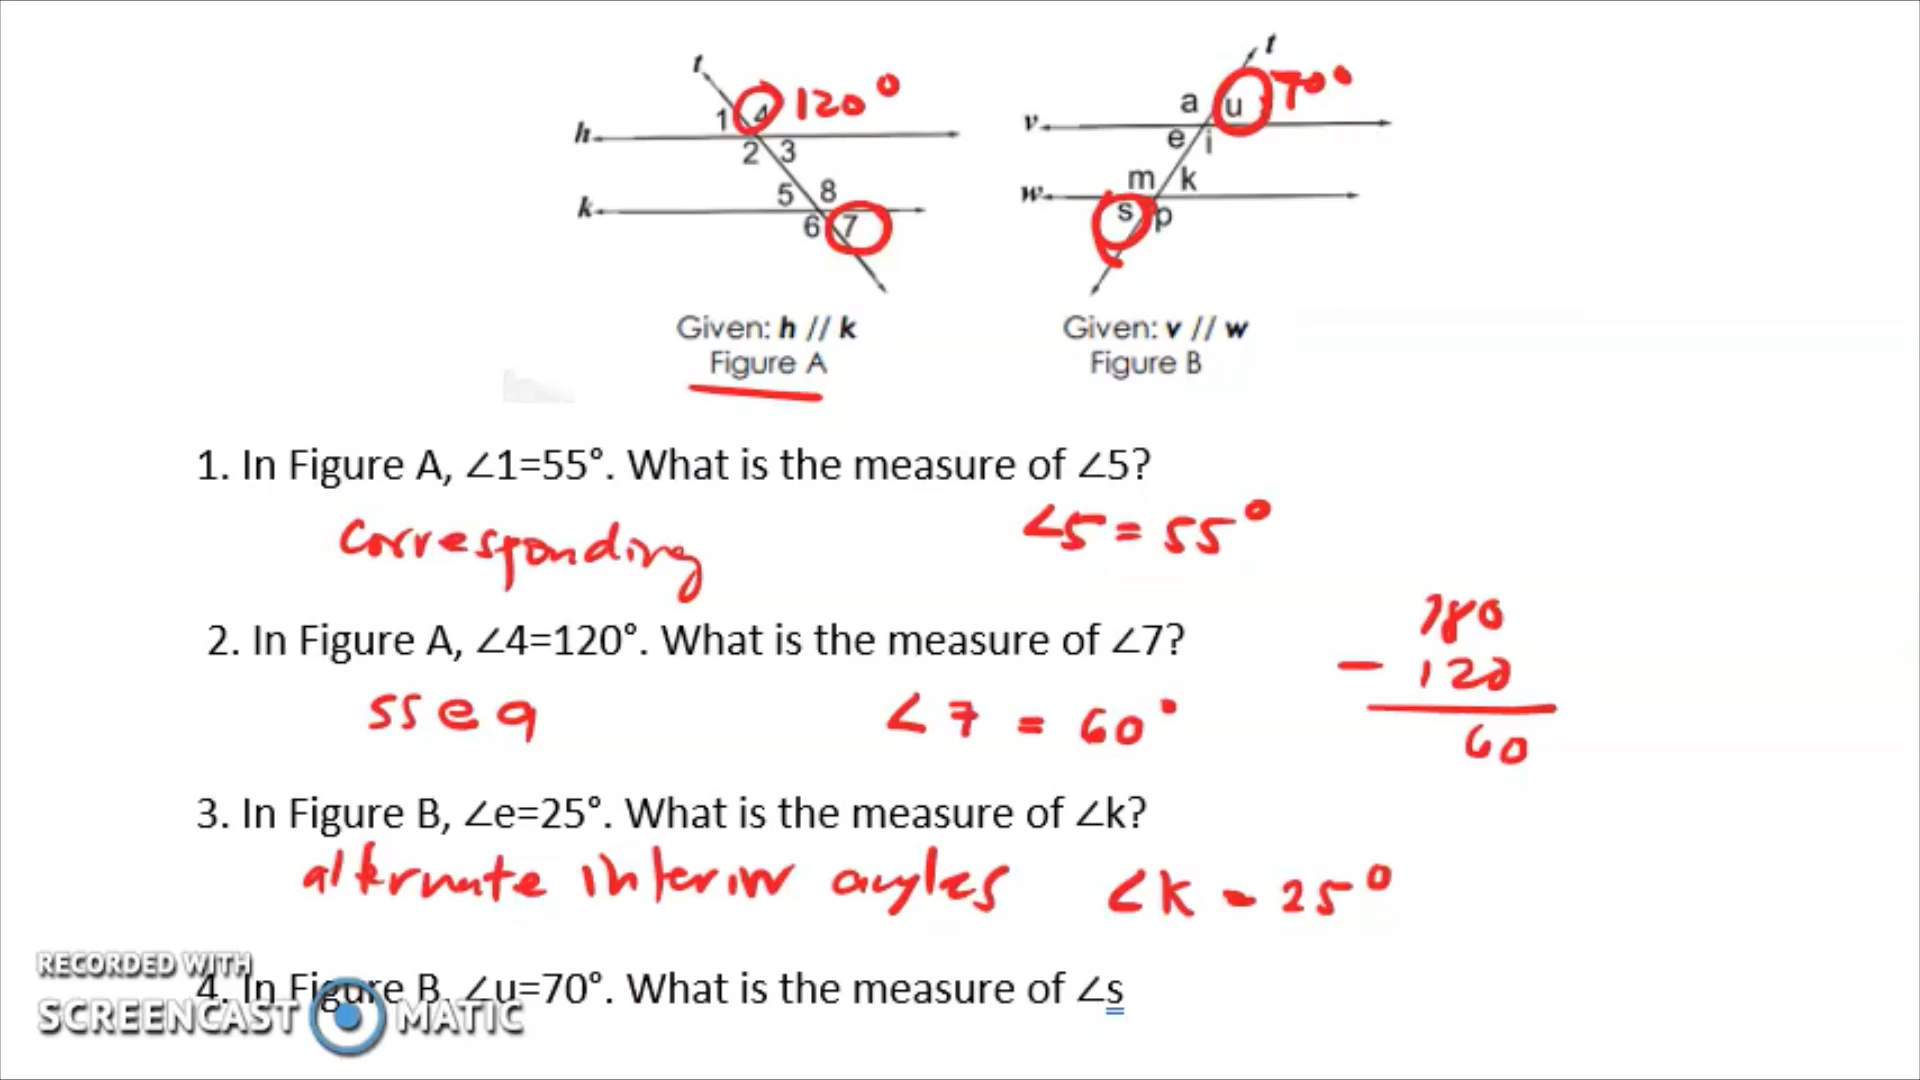 t
t
1 4 120°
a u 70°
h
v
2 3
e i
5 8
m k
k
w
6 7
s p
Given: h // k
Given: v // w
Figure A
Figure B
1. In Figure A, ∠1=55°. What is the measure of ∠5?
corresponding ∠5 = 55°
2. In Figure A, ∠4=120°. What is the measure of ∠7?
180
- 120
60
ss e q ∠7 = 60°
3. In Figure B, ∠e=25°. What is the measure of ∠k?
alternate interior angles ∠k = 25°
4. In Figure B, ∠u=70°. What is the measure of ∠s
RECORDED WITH
SCREENCAST MATIC